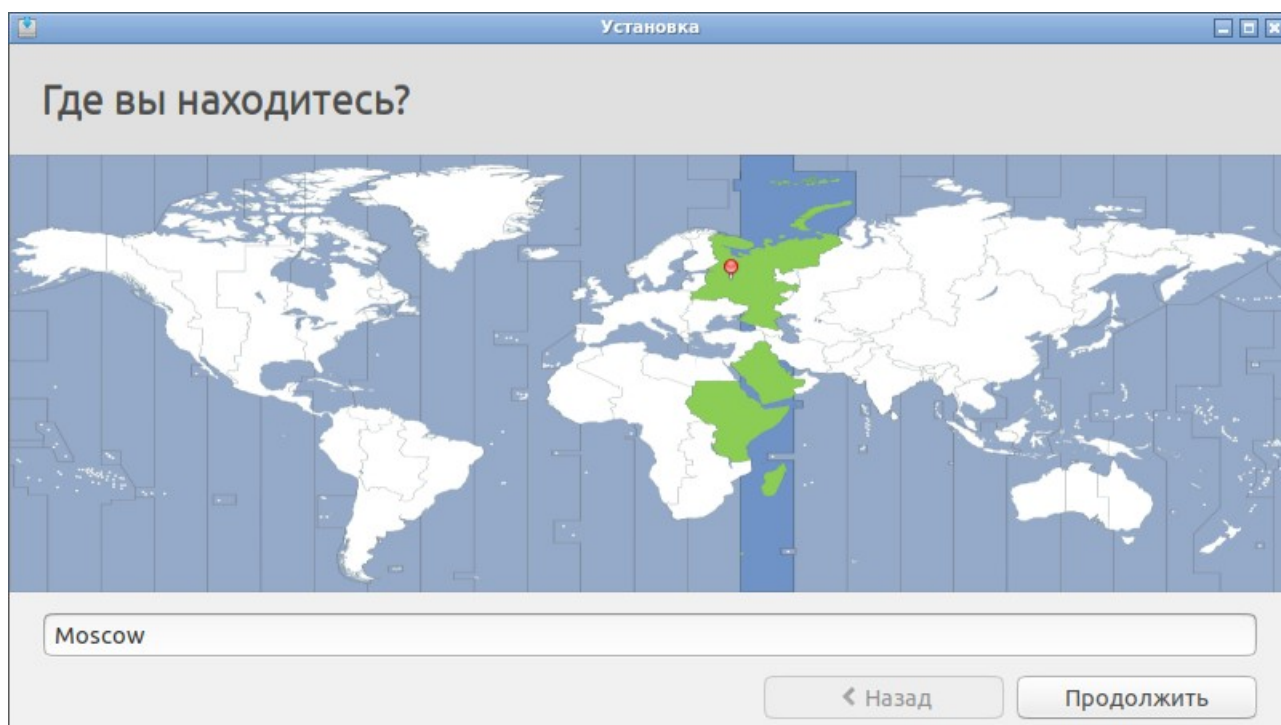 Установка
Где вы находитесь?
Moscow
Назад
Продолжить